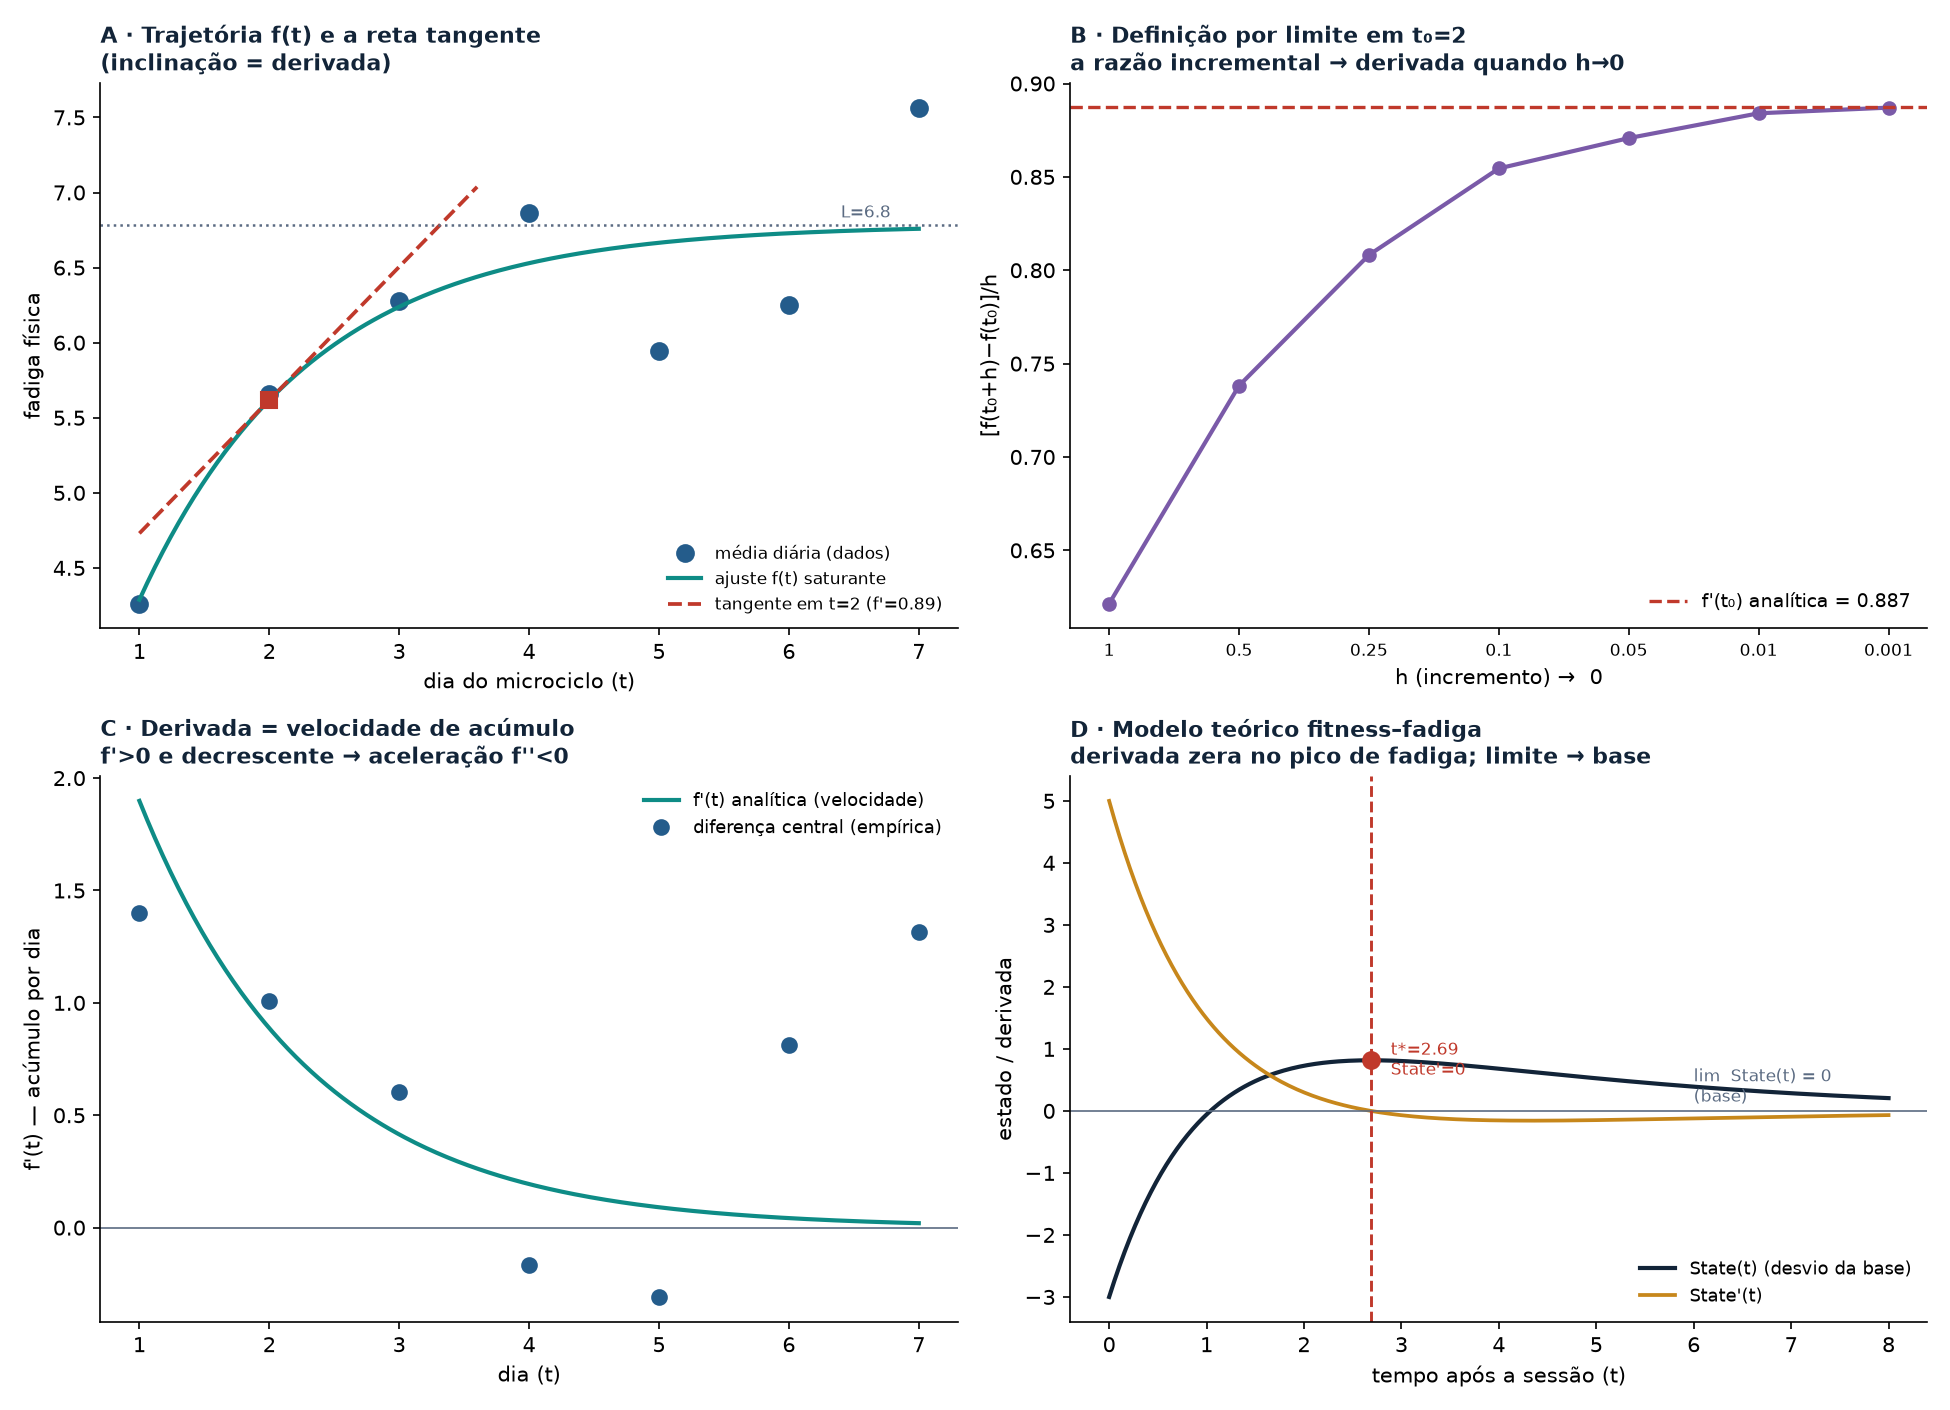 A · Trajetória f(t) e a reta tangente
(inclinação = derivada)
7.5
7.0
6.5
6.0
5.5
5.0
4.5
fadiga física
L=6.8
média diária (dados)
ajuste f(t) saturante
tangente em t=2 (f'=0.89)
1 2 3 4 5 6 7
dia do microciclo (t)
B · Definição por limite em t₀=2
a razão incremental → derivada quando h→0
0.90
0.85
0.80
0.75
0.70
0.65
[f(t₀+h)−f(t₀)]/h
f'(t₀) analítica = 0.887
1 0.5 0.25 0.1 0.05 0.01 0.001
h (incremento) → 0
C · Derivada = velocidade de acúmulo
f'>0 e decrescente → aceleração f''<0
2.0
1.5
1.0
0.5
0.0
f'(t) — acúmulo por dia
f'(t) analítica (velocidade)
diferença central (empírica)
1 2 3 4 5 6 7
dia (t)
D · Modelo teórico fitness–fadiga
derivada zera no pico de fadiga; limite → base
5
4
3
2
1
0
−1
−2
−3
estado / derivada
t*=2.69
State'=0
lim State(t) = 0
(base)
State(t) (desvio da base)
State'(t)
0 1 2 3 4 5 6 7 8
tempo após a sessão (t)